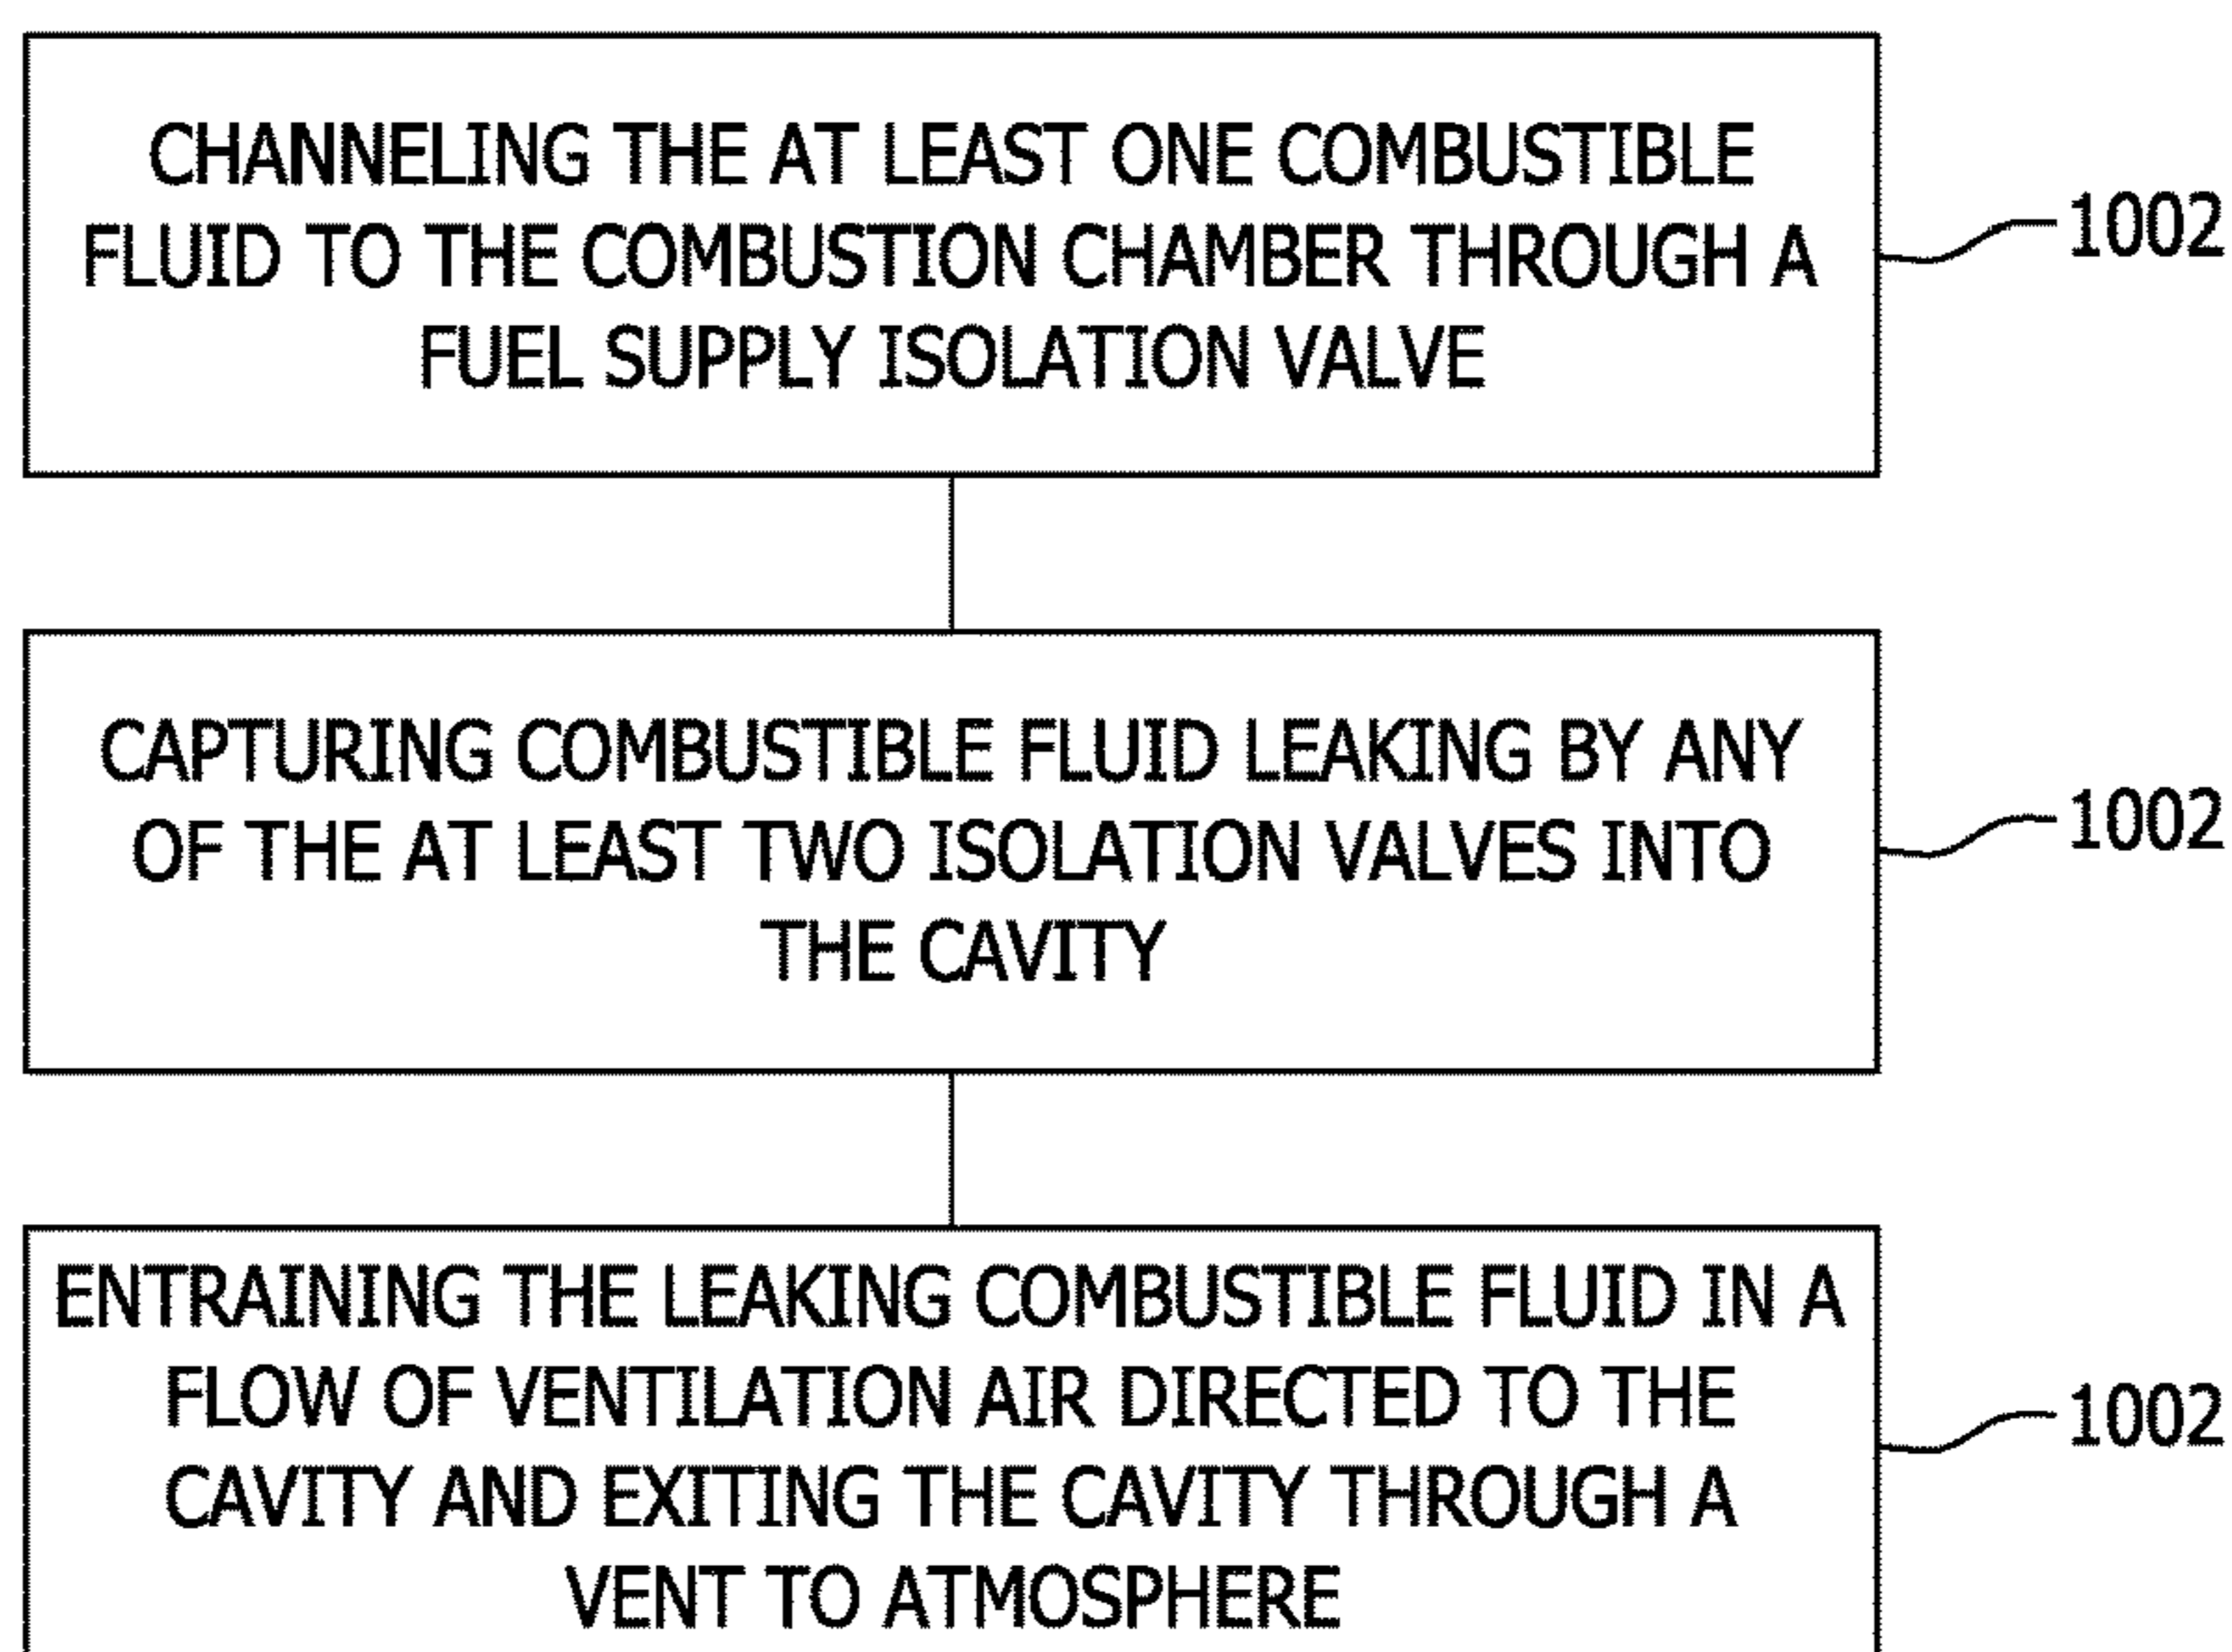 CHANNELING THE AT LEAST ONE COMBUSTIBLE
FLUID TO THE COMBUSTION CHAMBER THROUGH A
FUEL SUPPLY ISOLATION VALVE
1002
CAPTURING COMBUSTIBLE FLUID LEAKING BY ANY
OF THE AT LEAST TWO ISOLATION VALVES INTO
THE CAVITY
1002
ENTRAINING THE LEAKING COMBUSTIBLE FLUID IN A
FLOW OF VENTILATION AIR DIRECTED TO THE
CAVITY AND EXITING THE CAVITY THROUGH A
VENT TO ATMOSPHERE
1002